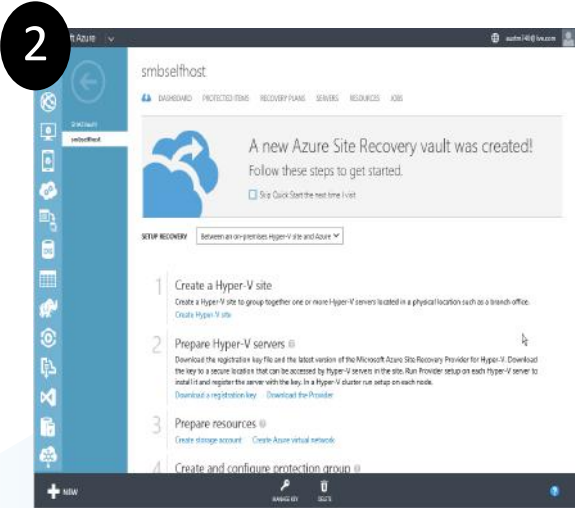 2
t Azure
smbselfhost
DASHBOARD PROTECTED ITEMS RECOVERY PLANS SERVERS RESOURCES JOBS
smbselfhost
A new Azure Site Recovery vault was created!
Follow these steps to get started.
Skip Quick Start the next time I visit
SETUP RECOVERY Between an on-premises Hyper-V site and Azure
1 Create a Hyper-V site
Create a Hyper-V site to group together one or more Hyper-V servers located in a physical location such as a branch office.
Create Hyper-V site
2 Prepare Hyper-V servers
Download the registration key file and the latest version of the Microsoft Azure Site Recovery Provider for Hyper-V. Download
the key to a secure location that can be accessed by Hyper-V servers in the site. Run Provider setup on each Hyper-V server to
install it and register the server with the key. In a Hyper-V cluster run setup on each node.
Download a registration key Download the Provider
3 Prepare resources
Create storage account Create Azure virtual network
4 Create and configure protection group
NEW MANAGE KEY DELETE ?